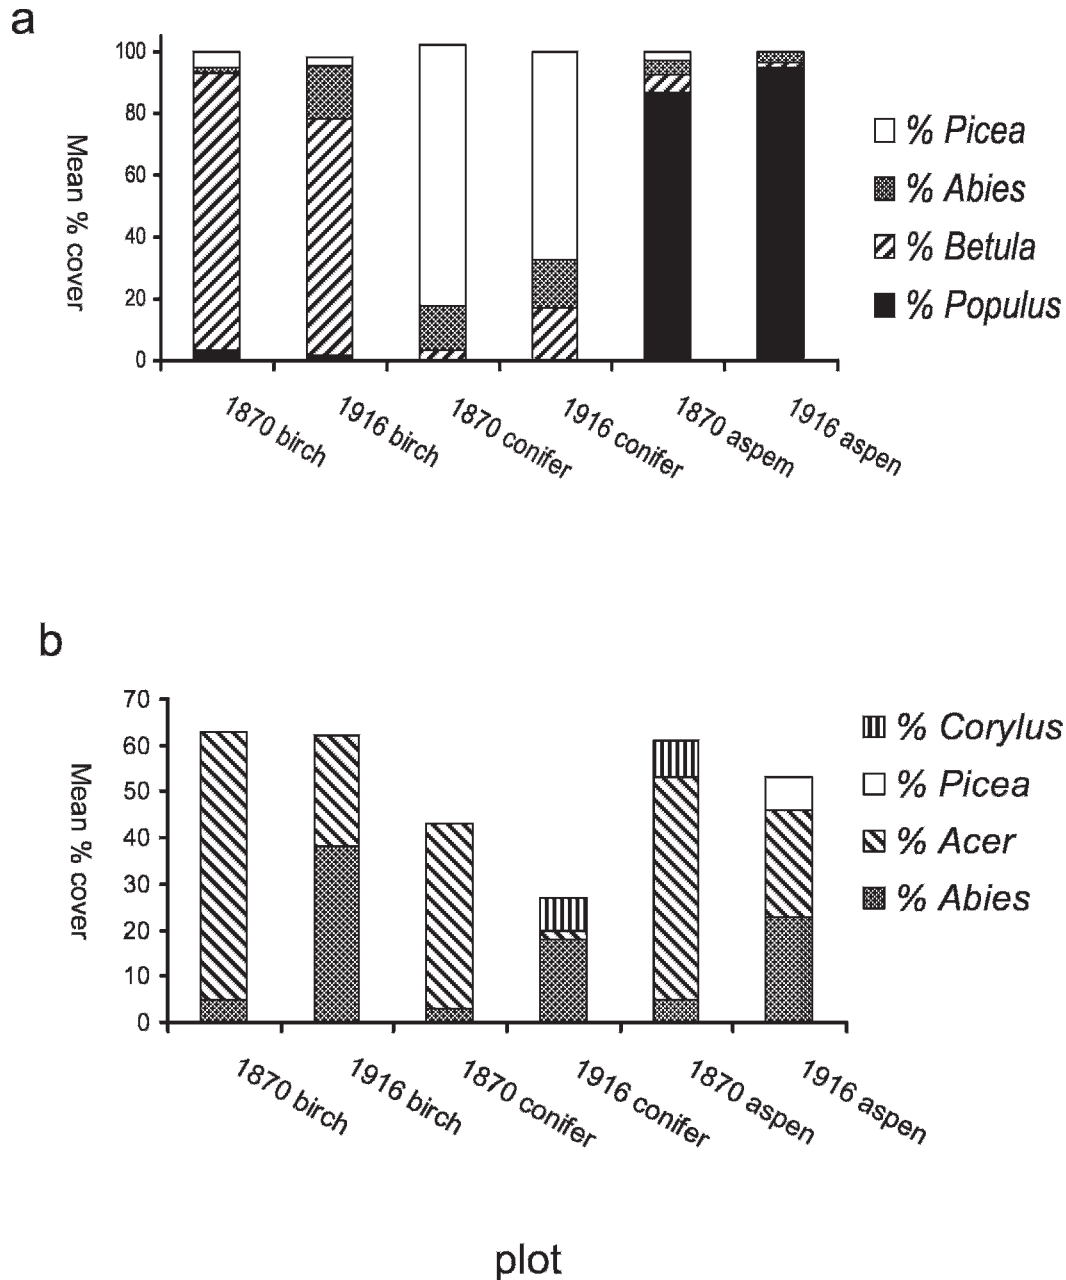 a
Mean % cover
100
80
60
40
20
0
1870 birch
1916 birch
1870 conifer
1916 conifer
1870 aspem
1916 aspen
% Picea
% Abies
% Betula
% Populus
b
Mean % cover
70
60
50
40
30
20
10
0
1870 birch
1916 birch
1870 conifer
1916 conifer
1870 aspen
1916 aspen
% Corylus
% Picea
% Acer
% Abies
plot